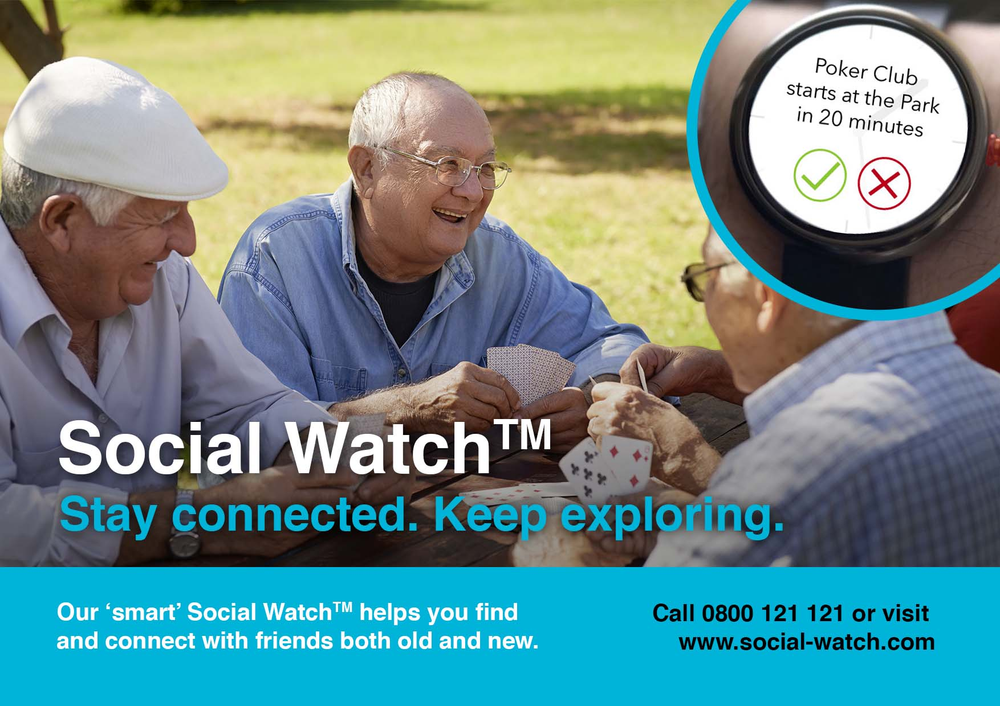 Poker Club
starts at the Park
in 20 minutes
Social Watch™
Stay connected. Keep exploring.
Our ‘smart’ Social Watch™ helps you find
and connect with friends both old and new.
Call 0800 121 121 or visit
www.social-watch.com